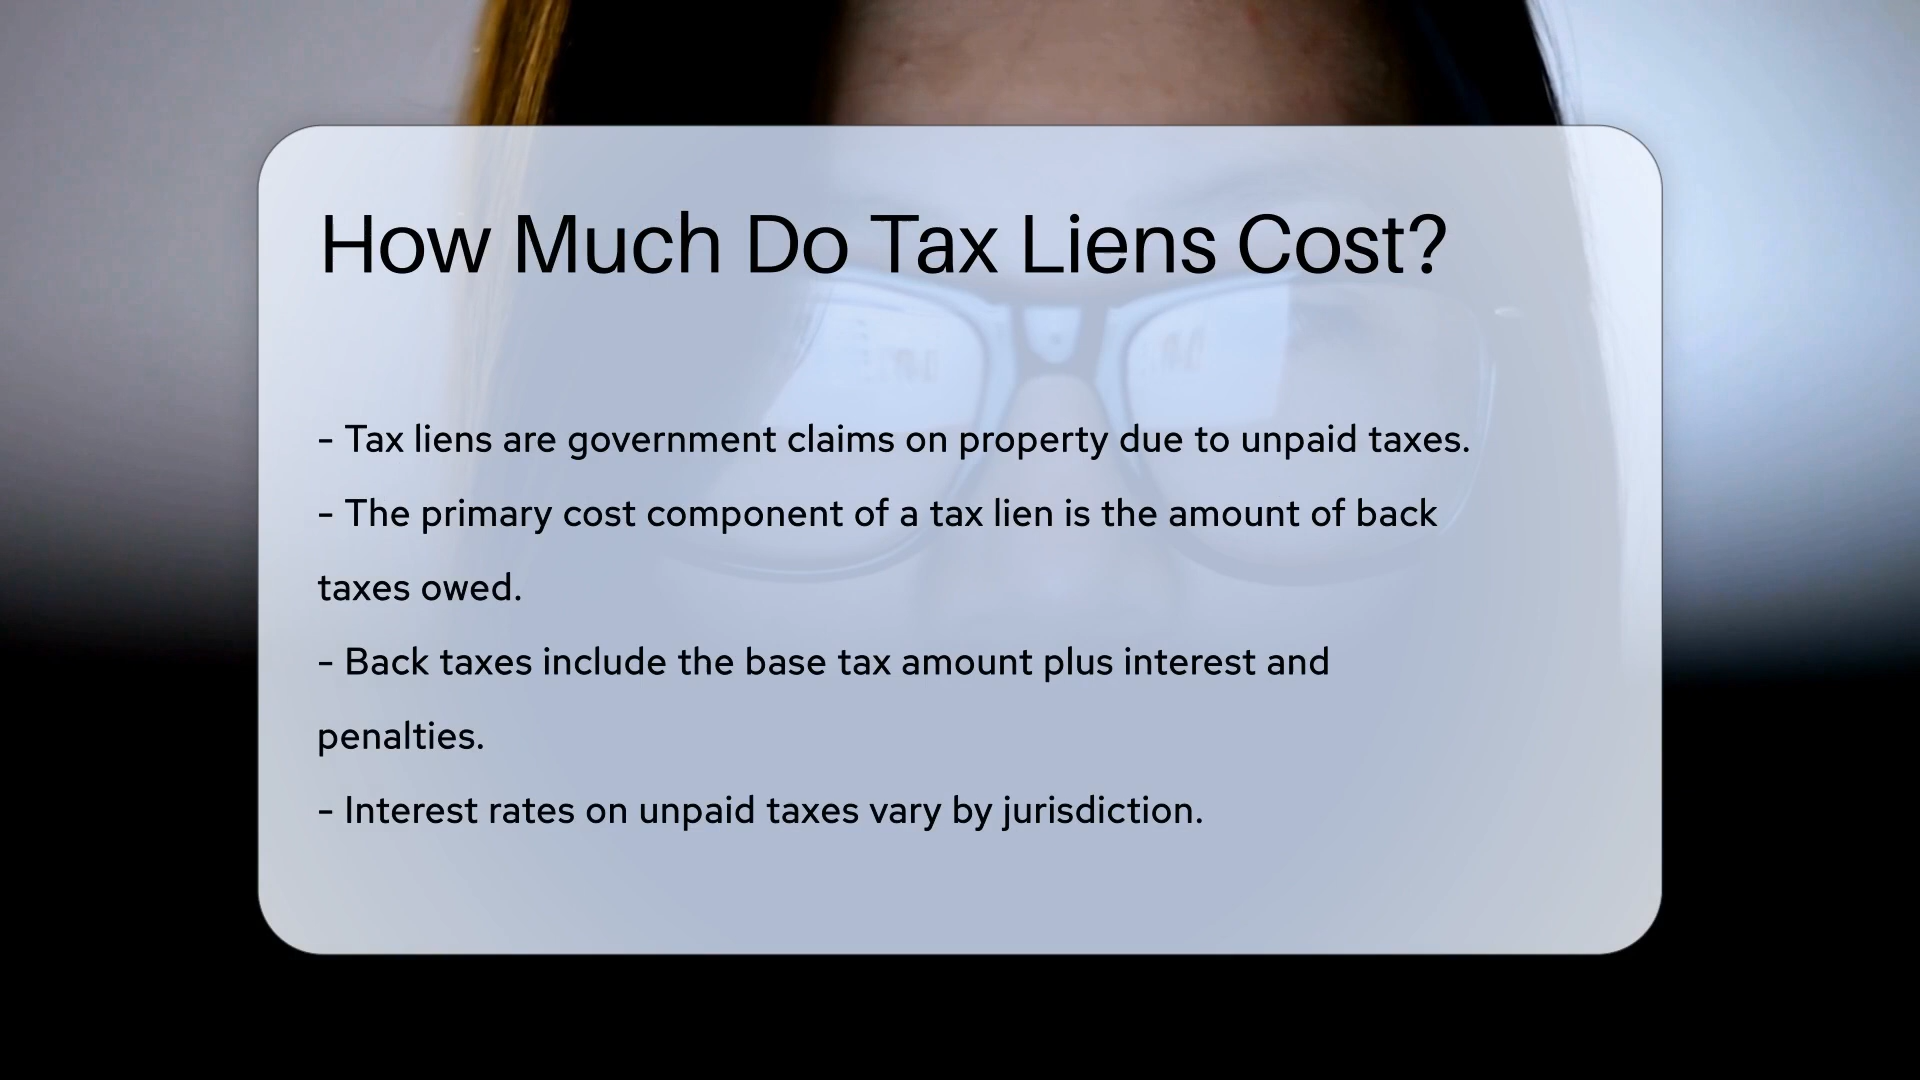 How Much Do Tax Liens Cost?
- Tax liens are government claims on property due to unpaid taxes.
- The primary cost component of a tax lien is the amount of back
taxes owed.
- Back taxes include the base tax amount plus interest and
penalties.
- Interest rates on unpaid taxes vary by jurisdiction.